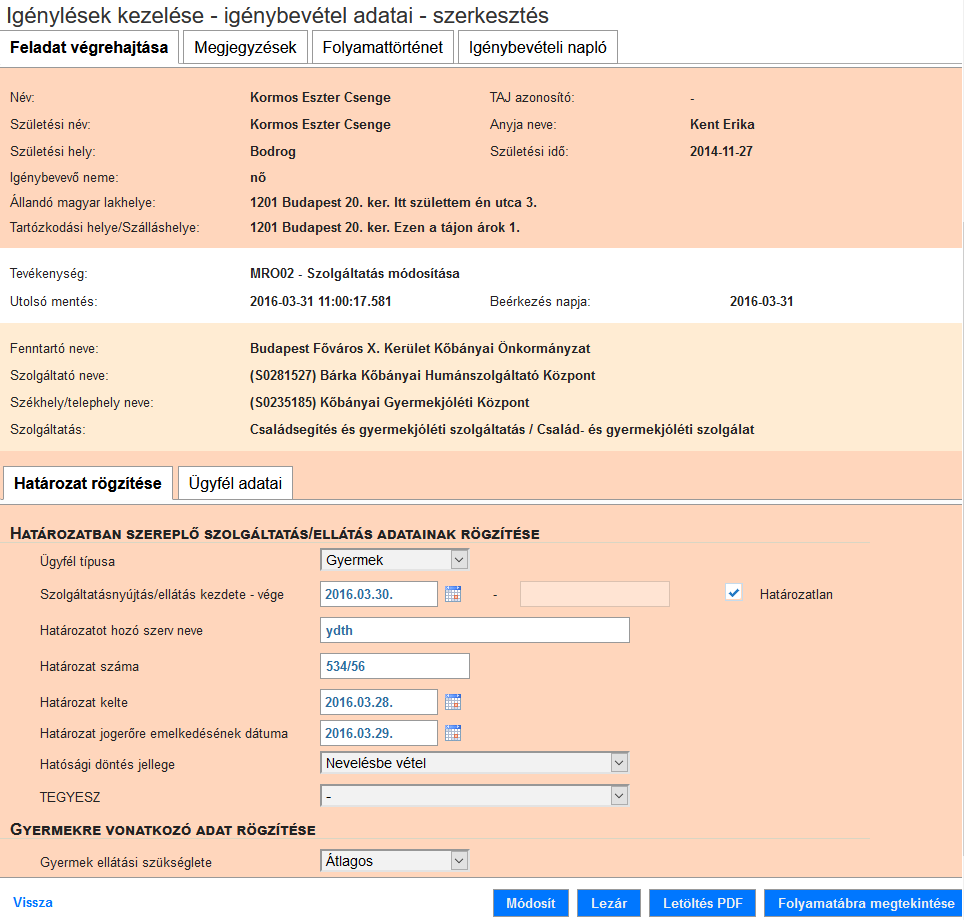 Igénylések kezelése - igénybevétel adatai - szerkesztés
Feladat végrehajtása Megjegyzések Folyamattörténet Igénybevételi napló
Név: Kormos Eszter Csenge TAJ azonosító: -
Születési név: Kormos Eszter Csenge Anyja neve: Kent Erika
Születési hely: Bodrog Születési idő: 2014-11-27
Igénybevevő neme: nő
Állandó magyar lakhelye: 1201 Budapest 20. ker. Itt születtem én utca 3.
Tartózkodási helye/Szálláshelye: 1201 Budapest 20. ker. Ezen a tájon árok 1.
Tevékenység: MRO02 - Szolgáltatás módosítása
Utolsó mentés: 2016-03-31 11:00:17.581 Beérkezés napja: 2016-03-31
Fenntartó neve: Budapest Főváros X. Kerület Kőbányai Önkormányzat
Szolgáltató neve: (S0281527) Bárka Kőbányai Humánszolgáltató Központ
Székhely/telephely neve: (S0235185) Kőbányai Gyermekjóléti Központ
Szolgáltatás: Családsegítés és gyermekjóléti szolgáltatás / Család- és gyermekjóléti szolgálat
Határozat rögzítése Ügyfél adatai
HATÁROZATBAN SZEREPLŐ SZOLGÁLTATÁS/ELLÁTÁS ADATAINAK RÖGZÍTÉSE
Ügyfél típusa Gyermek
Szolgáltatásnyújtás/ellátás kezdete - vége 2016.03.30. - Határozatlan
Határozatot hozó szerv neve ydth
Határozat száma 534/56
Határozat kelte 2016.03.28.
Határozat jogerőre emelkedésének dátuma 2016.03.29.
Hatósági döntés jellege Nevelésbe vétel
TEGYESZ -
GYERMEKRE VONATKOZÓ ADAT RÖGZÍTÉSE
Gyermek ellátási szükséglete Átlagos
Vissza Módosít Lezár Letöltés PDF Folyamatábra megtekintése